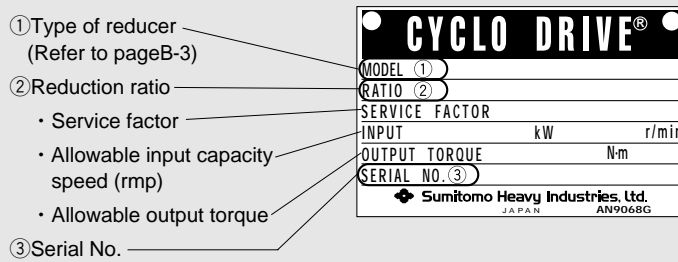 ①Type of reducer
(Refer to pageB-3)
②Reduction ratio
・Service factor
・Allowable input capacity
speed (rmp)
・Allowable output torque
③Serial No.
CYCLO DRIVE®
MODEL ①
RATIO ②
SERVICE FACTOR
INPUT kW r/min
OUTPUT TORQUE N·m
SERIAL NO.③
Sumitomo Heavy Industries, Ltd.
JAPAN AN9068G